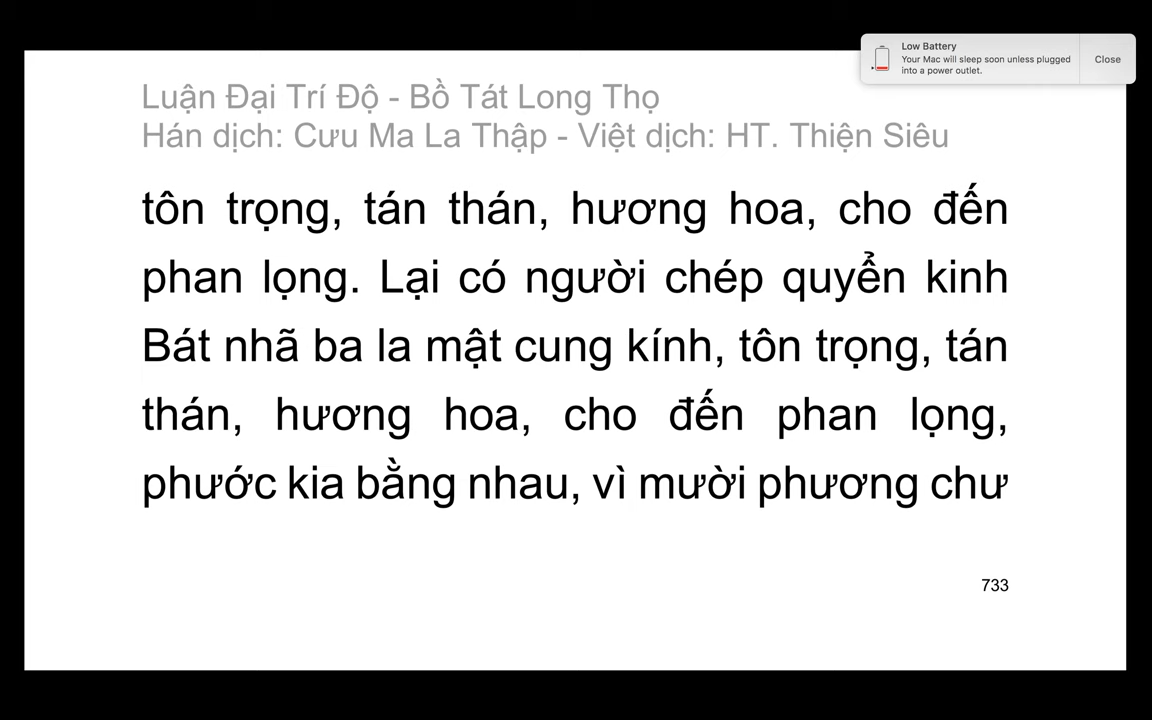 Low Battery
Your Mac will sleep soon unless plugged
into a power outlet.
Close
Luận Đại Trí Độ - Bồ Tát Long Thọ
Hán dịch: Cưu Ma La Thập - Việt dịch: HT. Thiện Siêu
tôn trọng, tán thán, hương hoa, cho đến
phan lọng. Lại có người chép quyển kinh
Bát nhã ba la mật cung kính, tôn trọng, tán
thán, hương hoa, cho đến phan lọng,
phước kia bằng nhau, vì mười phương chư
733